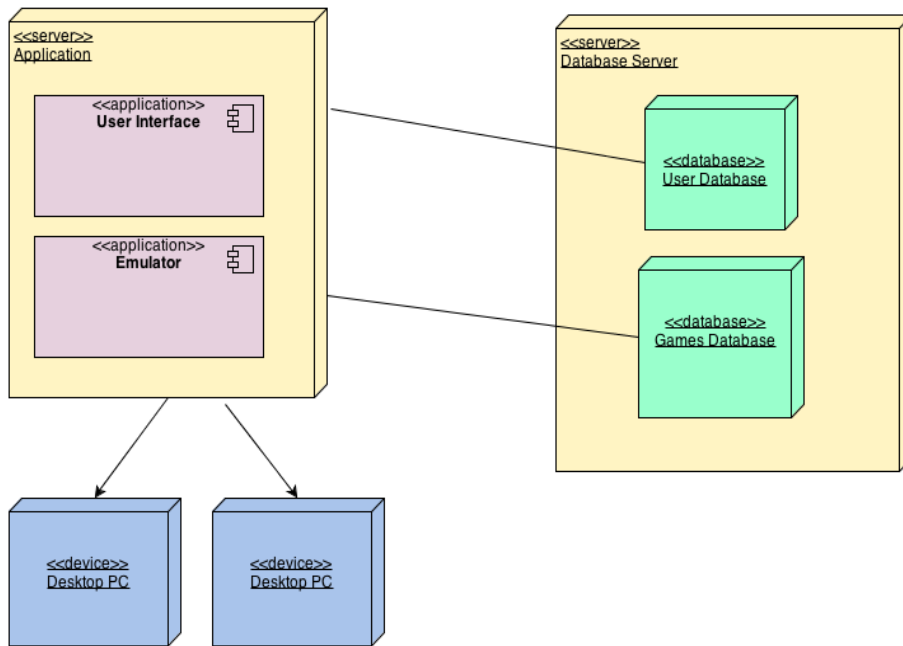 <<server>>
Application
<<application>>
User Interface
<<application>>
Emulator
<<server>>
Database Server
<<database>>
User Database
<<database>>
Games Database
<<device>>
Desktop PC
<<device>>
Desktop PC